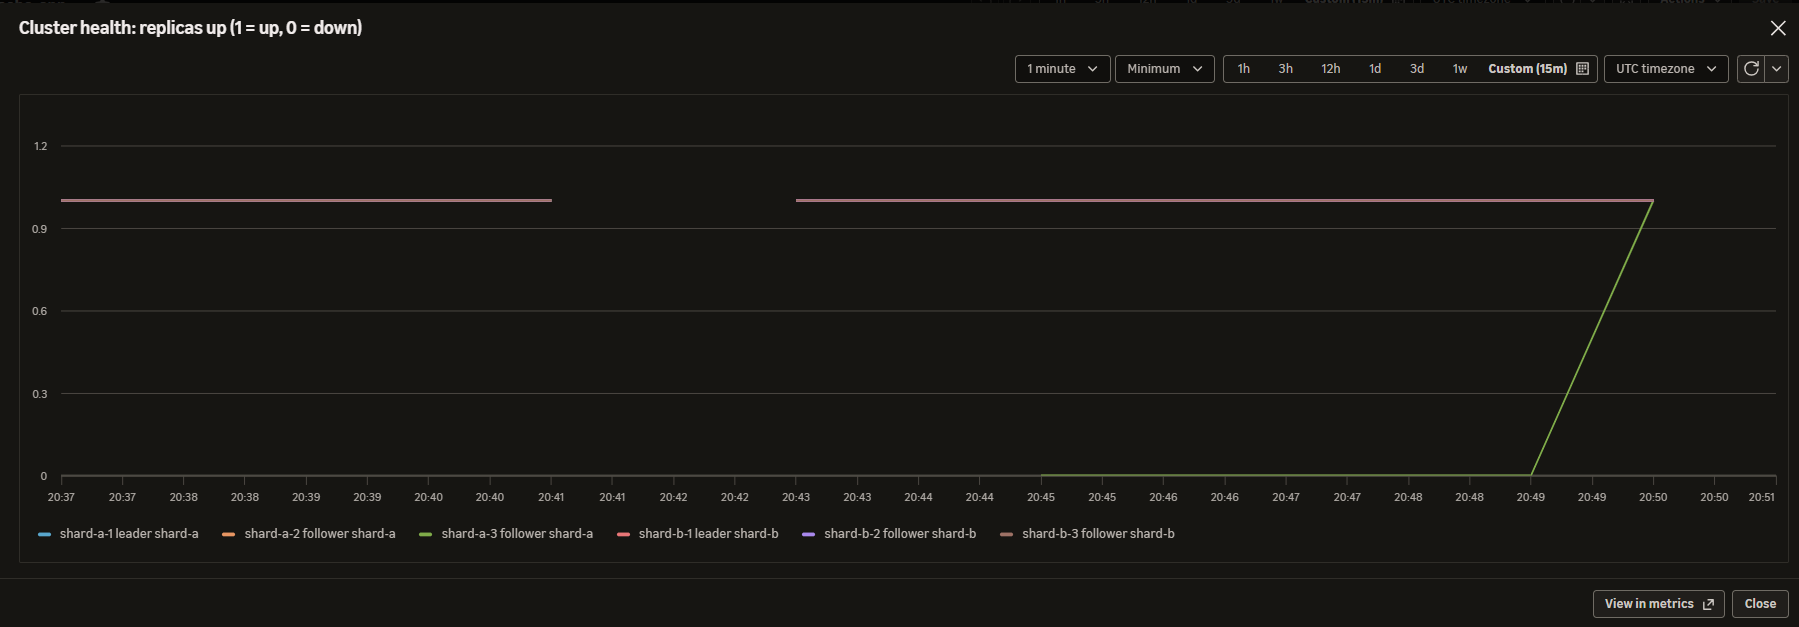 Cluster health: replicas up (1 = up, 0 = down)
1 minute Minimum 1h 3h 12h 1d 3d 1w Custom (15m) UTC timezone
1.2
0.9
0.6
0.3
0
20:37 20:37 20:38 20:38 20:39 20:39 20:40 20:40 20:41 20:41 20:42 20:42 20:43 20:43 20:44 20:44 20:45 20:45 20:46 20:46 20:47 20:47 20:48 20:48 20:49 20:49 20:50 20:50 20:51
shard-a-1 leader shard-a shard-a-2 follower shard-a shard-a-3 follower shard-a shard-b-1 leader shard-b shard-b-2 follower shard-b shard-b-3 follower shard-b
View in metrics Close